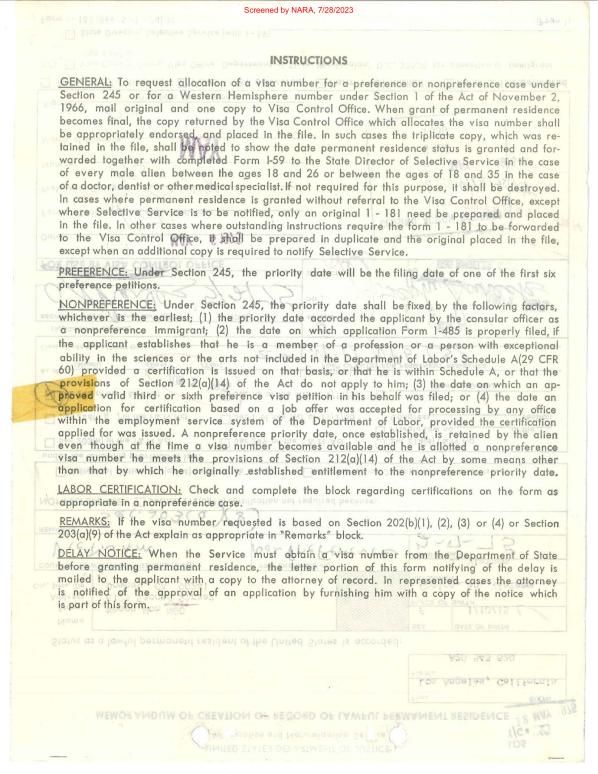 Screened by NARA, 7/28/2023
INSTRUCTIONS
GENERAL: To request allocation of a visa number for a preference or nonpreference case under
Section 245 or for a Western Hemisphere number under Section 1 of the Act of November 2,
1966, mail original and one copy to Visa Control Office. When grant of permanent residence
becomes final, the copy returned by the Visa Control Office which allocates the visa number shall
be appropriately endorsed, and placed in the file. In such cases the triplicate copy, which was re-
tained in the file, shall be noted to show the date permanent residence status is granted and for-
warded together with completed Form I-59 to the State Director of Selective Service in the case
of every male alien between the ages 18 and 26 or between the ages of 18 and 35 in the case
of a doctor, dentist or other medical specialist. If not required for this purpose, it shall be destroyed.
In cases where permanent residence is granted without referral to the Visa Control Office, except
where Selective Service is to be notified, only an original 1 - 181 need be prepared and placed
in the file. In other cases where outstanding instructions require the form 1 - 181 to be forwarded
to the Visa Control Office, it shall be prepared in duplicate and the original placed in the file,
except when an additional copy is required to notify Selective Service.
PREFERENCE: Under Section 245, the priority date will be the filing date of one of the first six
preference petitions.
NONPREFERENCE: Under Section 245, the priority date shall be fixed by the following factors,
whichever is the earliest; (1) the priority date accorded the applicant by the consular officer as
a nonpreference immigrant; (2) the date on which application Form 1-485 is properly filed, if
the applicant establishes that he is a member of a profession or a person with exceptional
ability in the sciences or the arts not included in the Department of Labor's Schedule A(29 CFR
60) provided a certification is issued on that basis, or that he is within Schedule A, or that the
provisions of Section 212(a)(14) of the Act do not apply to him; (3) the date on which an ap-
proved valid third or sixth preference visa petition in his behalf was filed; or (4) the date an
application for certification based on a job offer was accepted for processing by any office
within the employment service system of the Department of Labor, provided the certification
applied for was issued. A nonpreference priority date, once established, is retained by the alien
even though at the time a visa number becomes available and he is allotted a nonpreference
visa number he meets the provisions of Section 212(a)(14) of the Act by some means other
than that by which he originally established entitlement to the nonpreference priority date.
LABOR CERTIFICATION: Check and complete the block regarding certifications on the form as
appropriate in a nonpreference case.
REMARKS: If the visa number requested is based on Section 202(b)(1), (2), (3) or (4) or Section
203(a)(9) of the Act explain as appropriate in "Remarks" block.
DELAY NOTICE: When the Service must obtain a visa number from the Department of State
before granting permanent residence, the letter portion of this form notifying of the delay is
mailed to the applicant with a copy to the attorney of record. In represented cases the attorney
is notified of the approval of an application by furnishing him with a copy of the notice which
is part of this form.